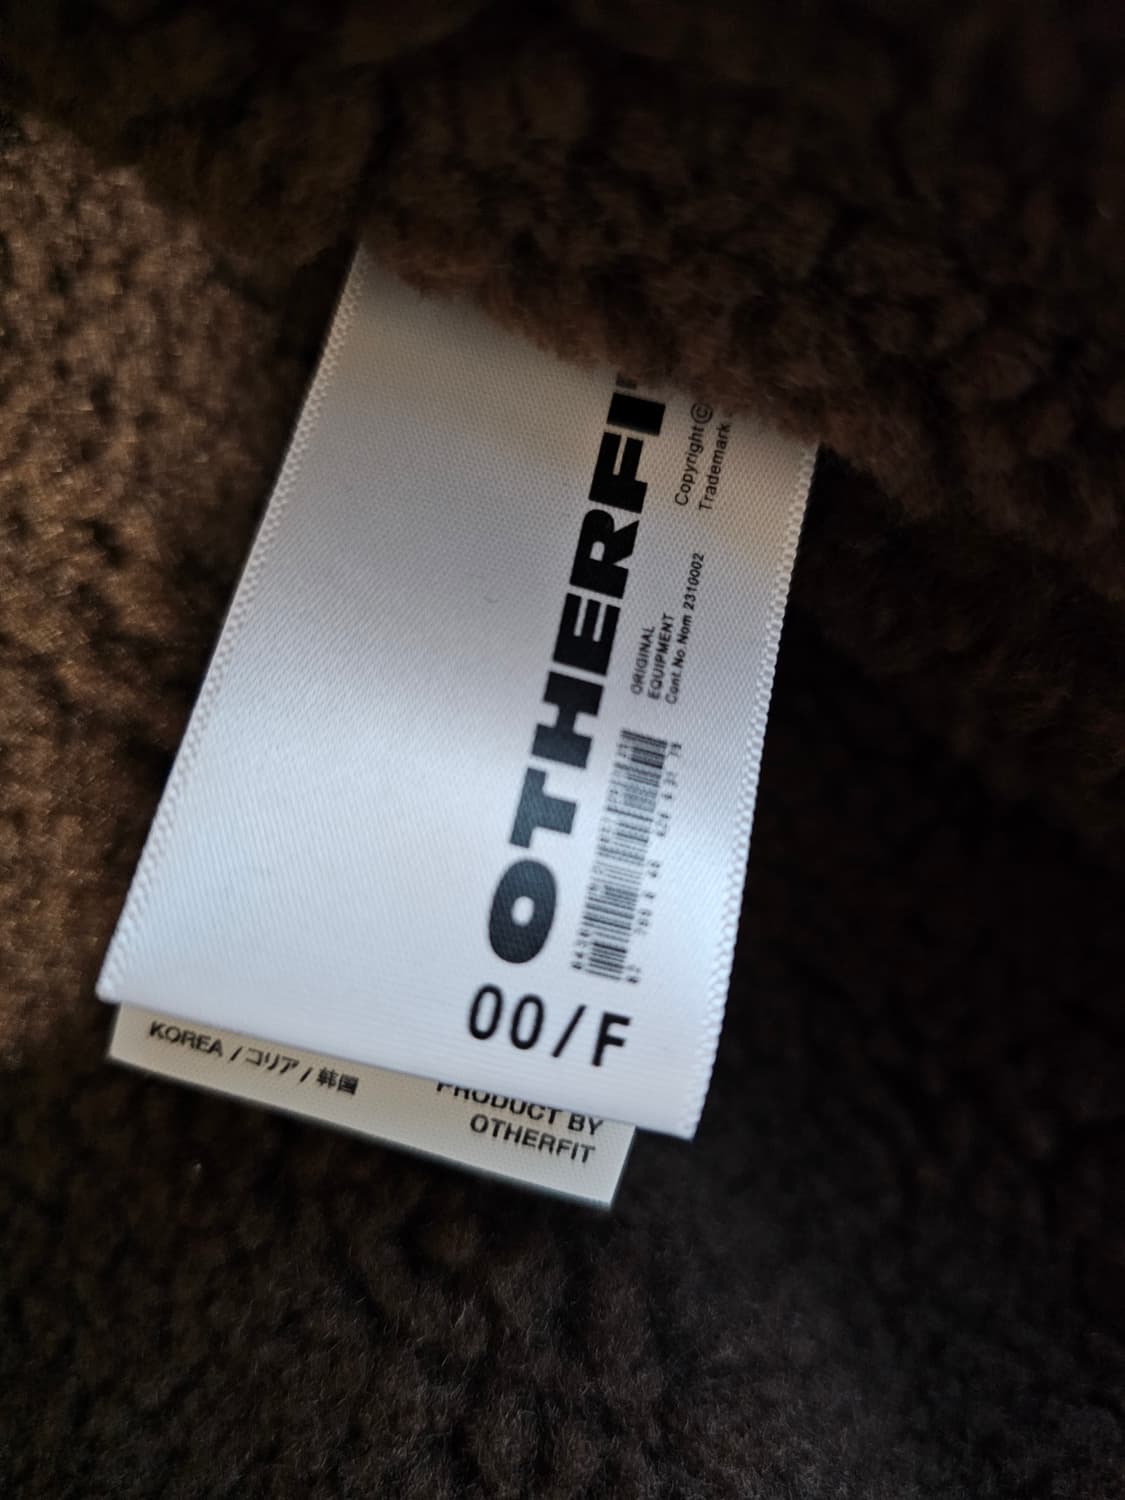 OTHERFI
Copyright ©
Trademark
ORIGINAL
EQUIPMENT
Cont.No.Nom 2310002
00/F
KOREA / コリア / 韩国
PRODUCT BY
OTHERFIT